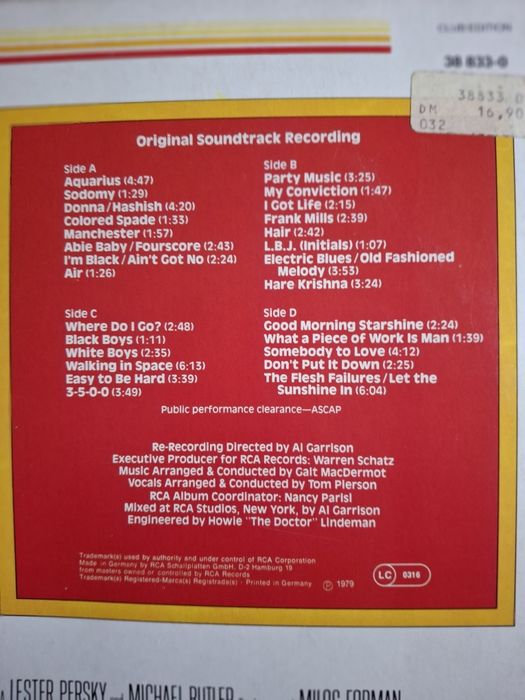 CLUB EDITION
38 833-0
38833 0
DM 16,90
032
Original Soundtrack Recording
Side A
Aquarius (4:47)
Sodomy (1:29)
Donna/Hashish (4:20)
Colored Spade (1:33)
Manchester (1:57)
Abie Baby/Fourscore (2:43)
I'm Black/Ain't Got No (2:24)
Air (1:26)
Side B
Party Music (3:25)
My Conviction (1:47)
I Got Life (2:15)
Frank Mills (2:39)
Hair (2:42)
L.B.J. (Initials) (1:07)
Electric Blues/Old Fashioned
Melody (3:53)
Hare Krishna (3:24)
Side C
Where Do I Go? (2:48)
Black Boys (1:11)
White Boys (2:35)
Walking in Space (6:13)
Easy to Be Hard (3:39)
3-5-0-0 (3:49)
Side D
Good Morning Starshine (2:24)
What a Piece of Work Is Man (1:39)
Somebody to Love (4:12)
Don't Put It Down (2:25)
The Flesh Failures/Let the
Sunshine In (6:04)
Public performance clearance—ASCAP
Re-Recording Directed by Al Garrison
Executive Producer for RCA Records: Warren Schatz
Music Arranged & Conducted by Galt MacDermot
Vocals Arranged & Conducted by Tom Pierson
RCA Album Coordinator: Nancy Parisi
Mixed at RCA Studios, New York, by Al Garrison
Engineered by Howie "The Doctor" Lindeman
Trademark(s) used by authority and under control of RCA Corporation
Made in Germany by RCA Schallplatten GmbH, D-2 Hamburg 19
from masters owned or controlled by RCA Records
Trademark(s) Registered-Marca(s) Registrada(s) · Printed in Germany ℗ 1979
LC 0316
LESTER PERSKY and MICHAEL BUTLER
MILOS FORMAN